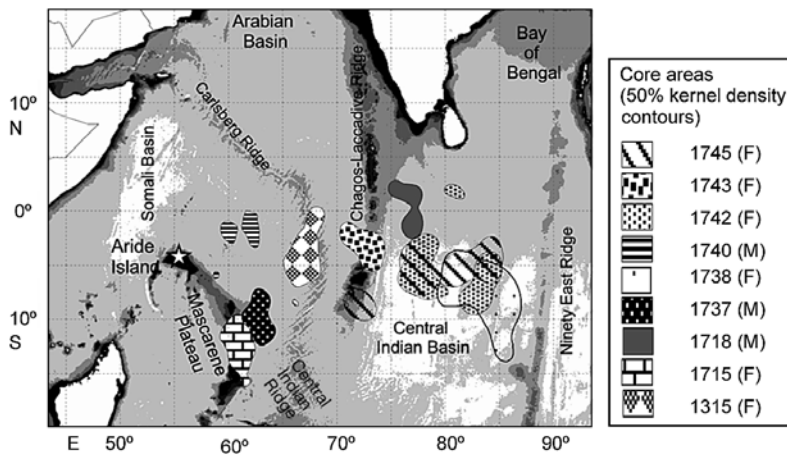 Arabian
Basin
Bay
of
Bengal
Carlsberg Ridge
Chagos-Laccadive Ridge
10º
N
Somali Basin
0º
Aride
Island
Mascarene
Plateau
Ninety East Ridge
10º
S
Central
Indian Basin
Central
Indian
Ridge
E
50º
60º
70º
80º
90º
Core areas
(50% kernel density
contours)
1745 (F)
1743 (F)
1742 (F)
1740 (M)
1738 (F)
1737 (M)
1718 (M)
1715 (F)
1315 (F)